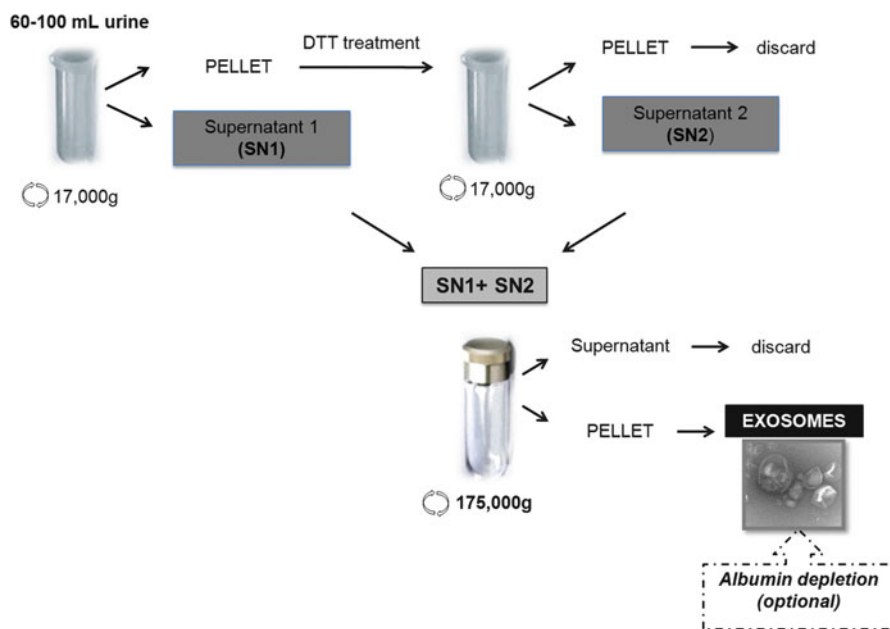 60-100 mL urine
DTT treatment
PELLET
PELLET
discard
Supernatant 1
(SN1)
Supernatant 2
(SN2)
17,000g
17,000g
SN1+ SN2
Supernatant
discard
PELLET
EXOSOMES
175,000g
Albumin depletion
(optional)